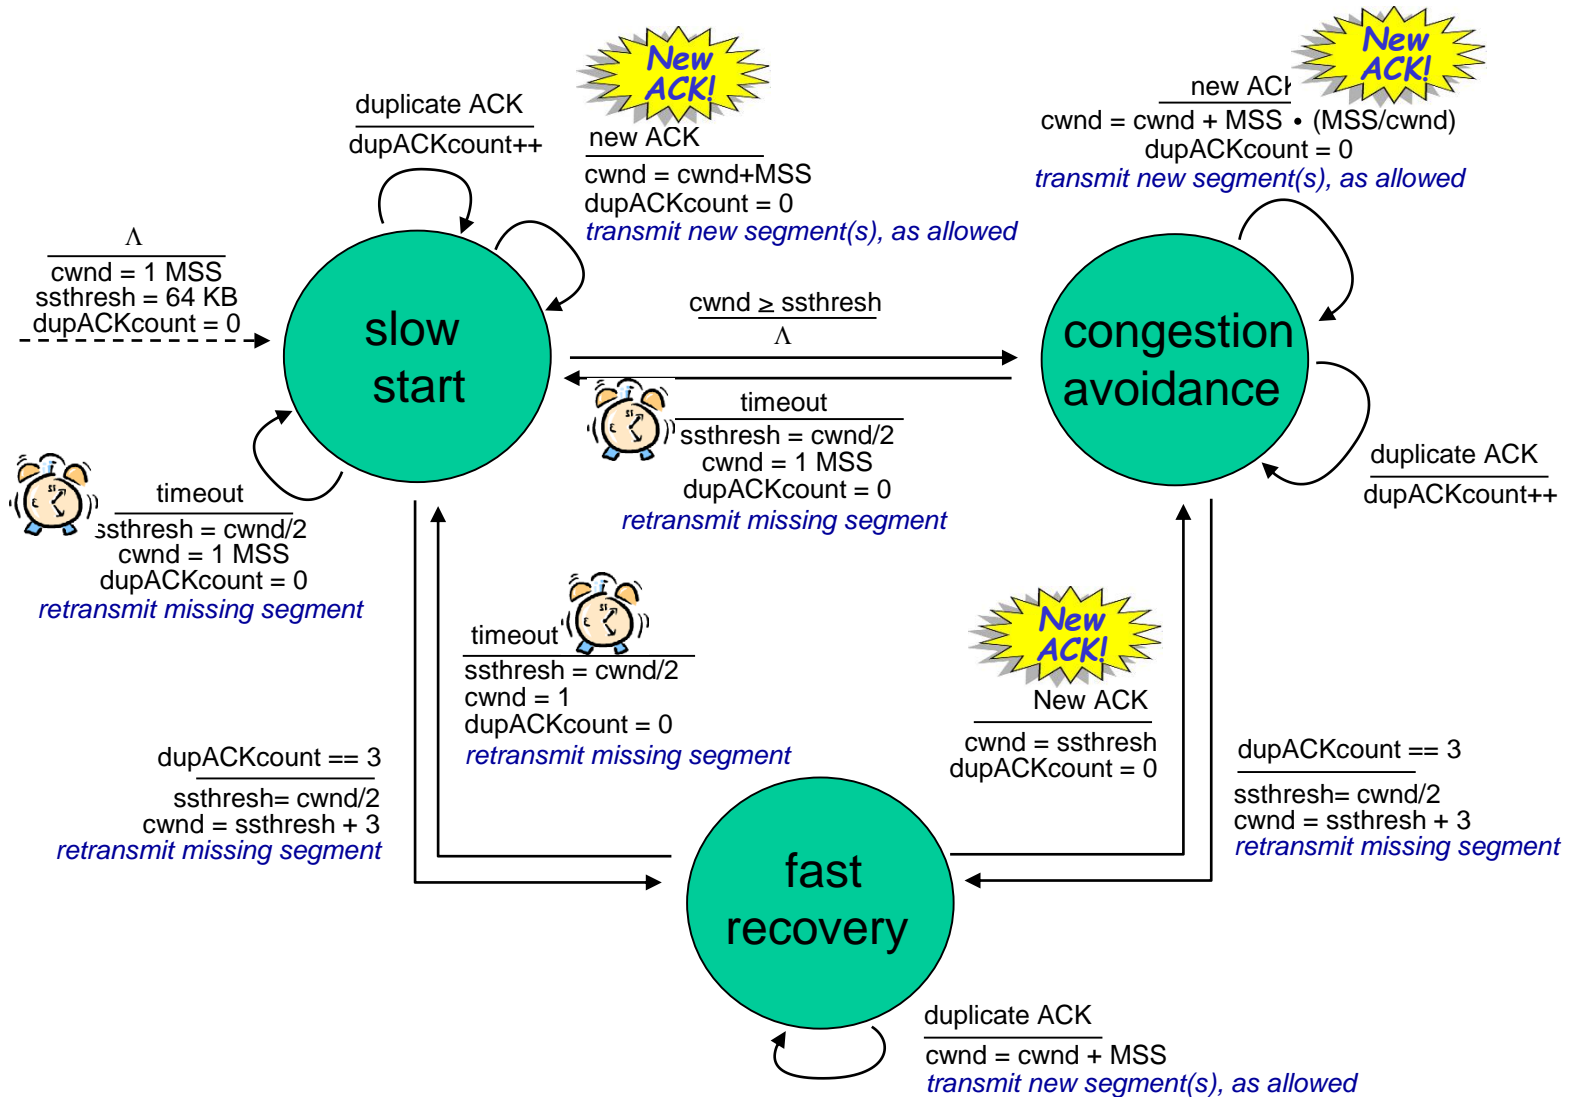 New
ACK!
duplicate ACK
dupACKcount++
new ACK
cwnd = cwnd+MSS
dupACKcount = 0
transmit new segment(s), as allowed
New
ACK!
new ACK
cwnd = cwnd + MSS • (MSS/cwnd)
dupACKcount = 0
transmit new segment(s), as allowed
Λ
cwnd = 1 MSS
ssthresh = 64 KB
dupACKcount = 0
slow
start
cwnd ≥ ssthresh
Λ
congestion
avoidance
timeout
ssthresh = cwnd/2
cwnd = 1 MSS
dupACKcount = 0
retransmit missing segment
duplicate ACK
dupACKcount++
timeout
ssthresh = cwnd/2
cwnd = 1 MSS
dupACKcount = 0
retransmit missing segment
timeout
ssthresh = cwnd/2
cwnd = 1
dupACKcount = 0
retransmit missing segment
New
ACK!
New ACK
cwnd = ssthresh
dupACKcount = 0
dupACKcount == 3
ssthresh= cwnd/2
cwnd = ssthresh + 3
retransmit missing segment
dupACKcount == 3
ssthresh= cwnd/2
cwnd = ssthresh + 3
retransmit missing segment
fast
recovery
duplicate ACK
cwnd = cwnd + MSS
transmit new segment(s), as allowed